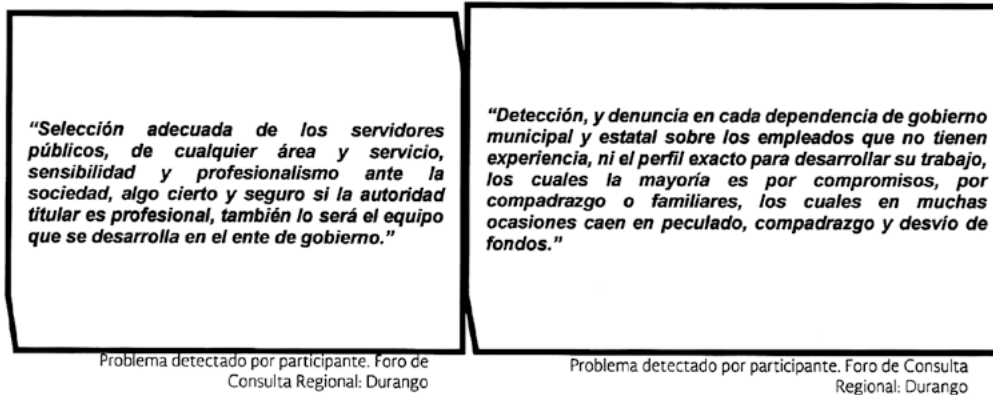 “Selección adecuada de los servidores
públicos, de cualquier área y servicio,
sensibilidad y profesionalismo ante la
sociedad, algo cierto y seguro si la autoridad
titular es profesional, también lo será el equipo
que se desarrolla en el ente de gobierno.”
Problema detectado por participante. Foro de
Consulta Regional: Durango
“Detección, y denuncia en cada dependencia de gobierno
municipal y estatal sobre los empleados que no tienen
experiencia, ni el perfil exacto para desarrollar su trabajo,
los cuales la mayoría es por compromisos, por
compadrazgo o familiares, los cuales en muchas
ocasiones caen en peculado, compadrazgo y desvío de
fondos.”
Problema detectado por participante. Foro de Consulta
Regional: Durango